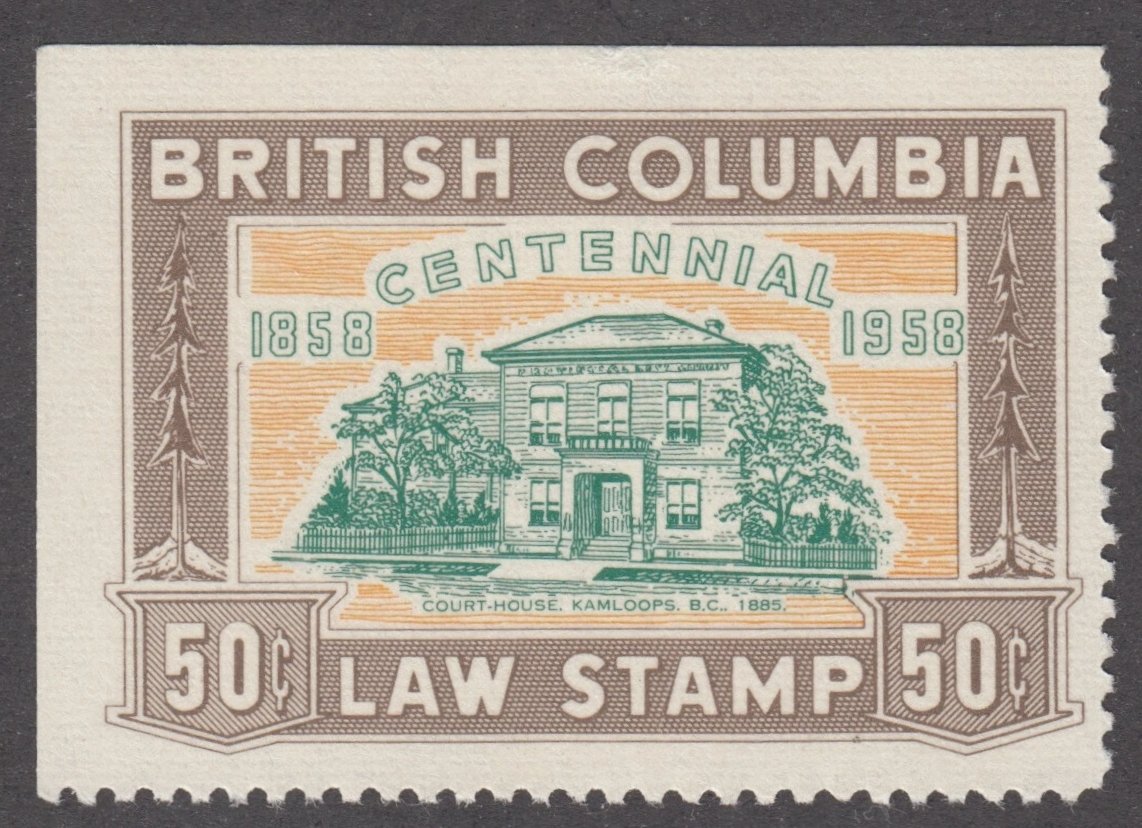 BRITISH COLUMBIA
CENTENNIAL
1858 1958
COURT-HOUSE, KAMLOOPS. B.C., 1885.
50¢ LAW STAMP 50¢